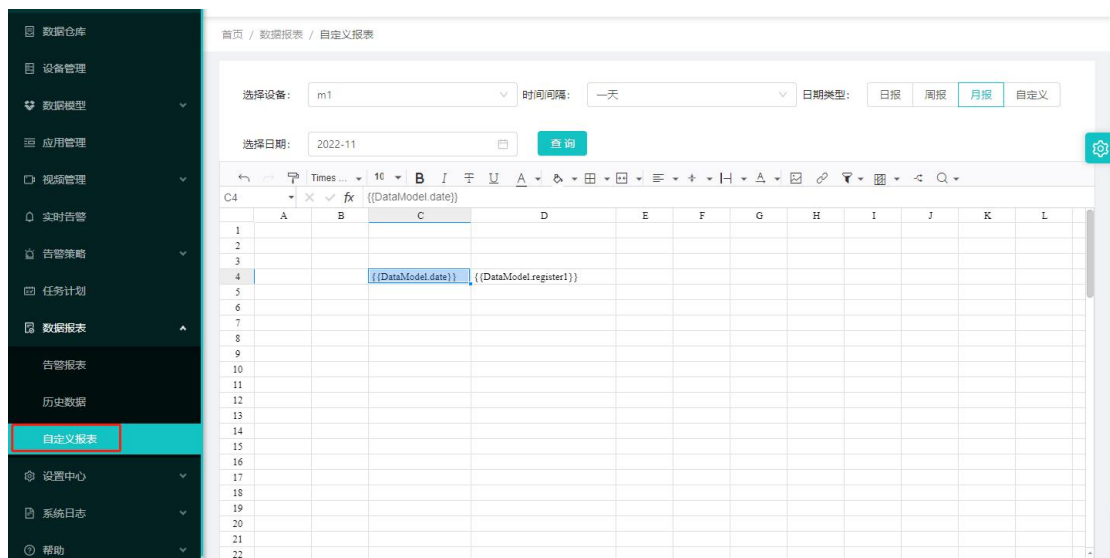 数据仓库
设备管理
数据模型
应用管理
视频管理
实时告警
告警策略
任务计划
数据报表
告警报表
历史数据
自定义报表
设置中心
系统日志
帮助
首页 / 数据报表 / 自定义报表
选择设备: m1 时间间隔: 一天 日期类型: 日报 周报 月报 自定义
选择日期: 2022-11 查询
Times ... 10 B I U A
C4 fx {{DataModel.date}}
A B C D E F G H I J K L
1
2
3
4 {{DataModel.date}} {{DataModel.register1}}
5
6
7
8
9
10
11
12
13
14
15
16
17
18
19
20
21
22